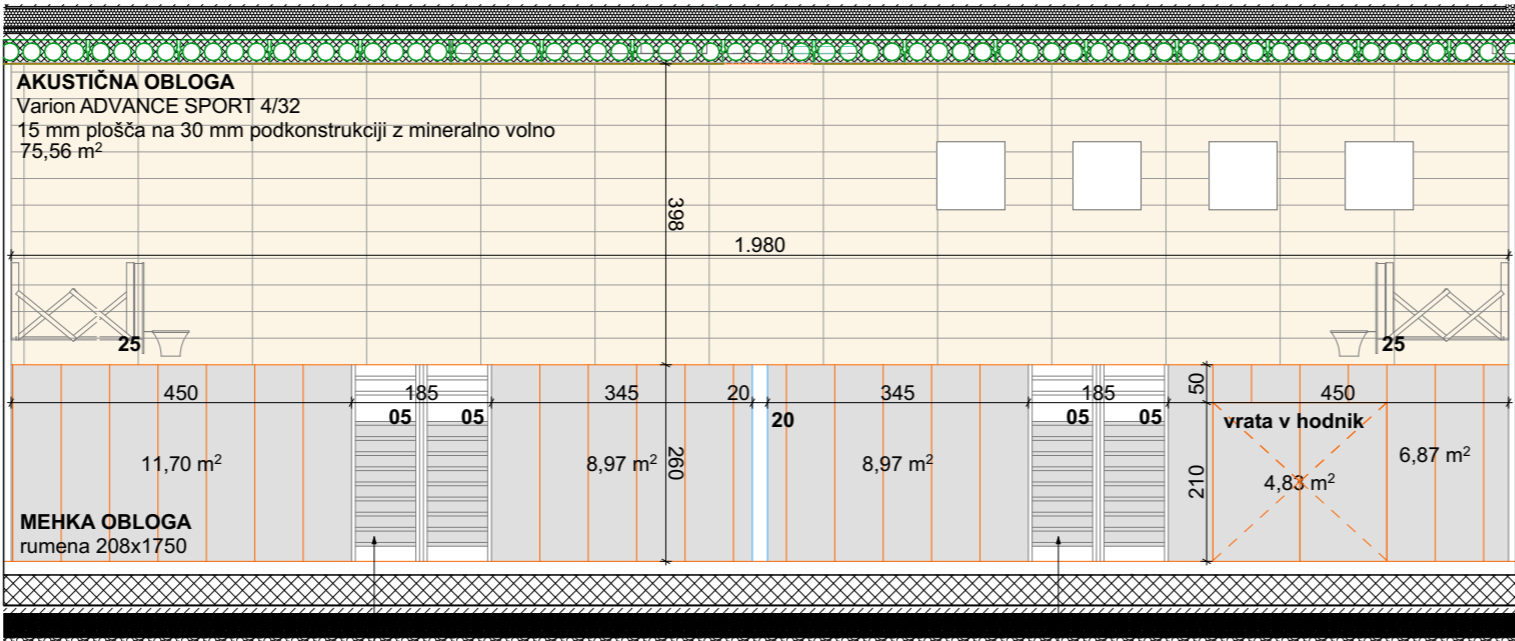 AKUSTIČNA OBLOGA
Varion ADVANCE SPORT 4/32
15 mm plošča na 30 mm podkonstrukciji z mineralno volno
75,56 m²
398
1.980
25
25
450
185
345
20
345
185
50
450
05
05
20
05
05
vrata v hodnik
11,70 m²
8,97 m²
260
8,97 m²
210
4,83 m²
6,87 m²
MEHKA OBLOGA
rumena 208x1750